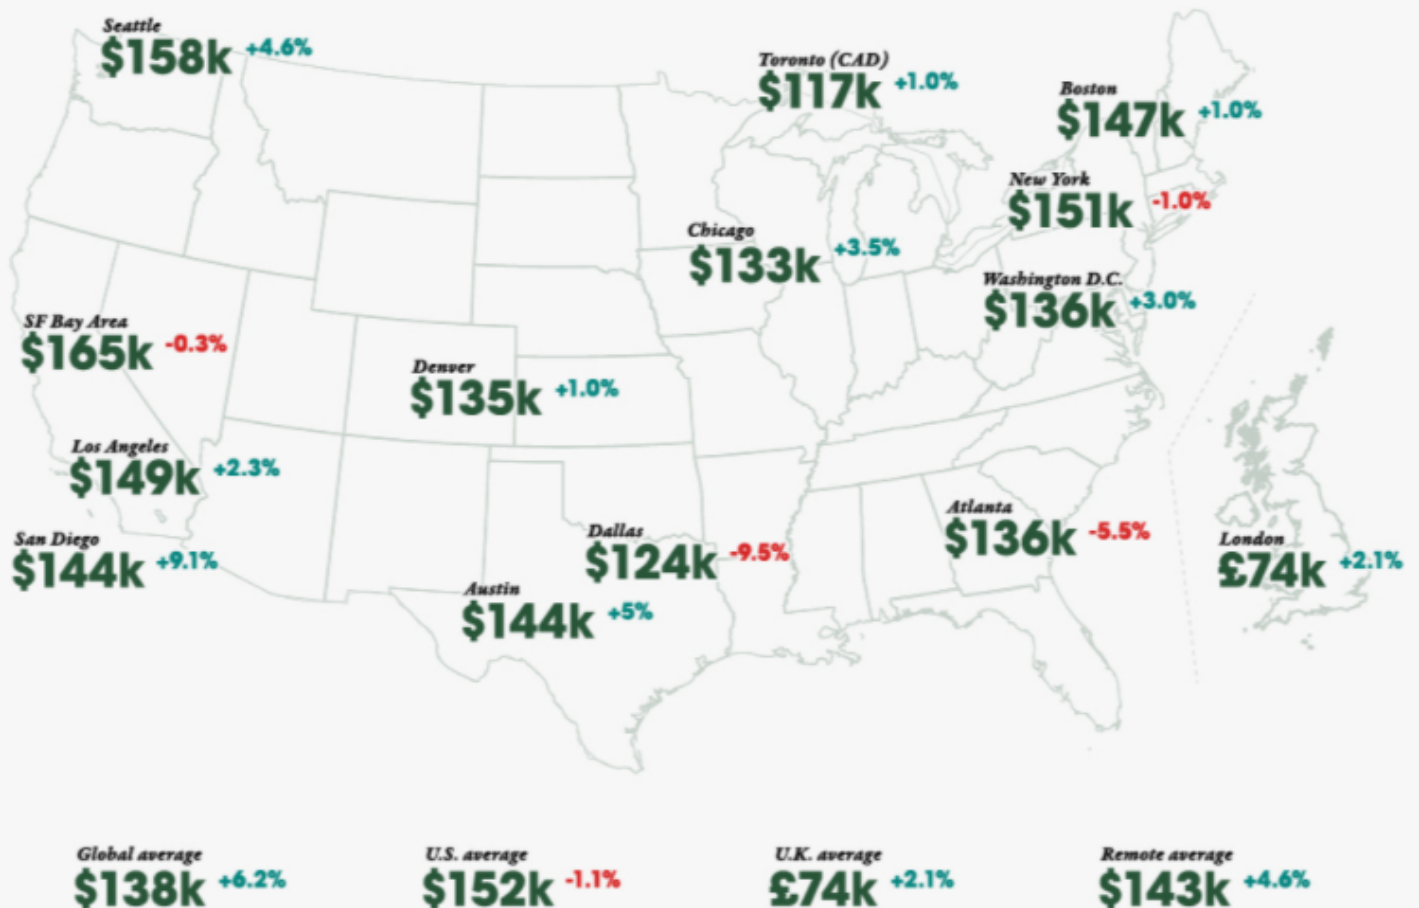 Seattle
$158k +4.6%
Toronto (CAD)
$117k +1.0%
Boston
$147k +1.0%
New York
$151k -1.0%
Chicago
$133k +3.5%
Washington D.C.
$136k +3.0%
SF Bay Area
$165k -0.3%
Denver
$135k +1.0%
Los Angeles
$149k +2.3%
San Diego
$144k +9.1%
Dallas
$124k -9.5%
Austin
$144k +5%
Atlanta
$136k -5.5%
London
£74k +2.1%
Global average
$138k +6.2%
U.S. average
$152k -1.1%
U.K. average
£74k +2.1%
Remote average
$143k +4.6%